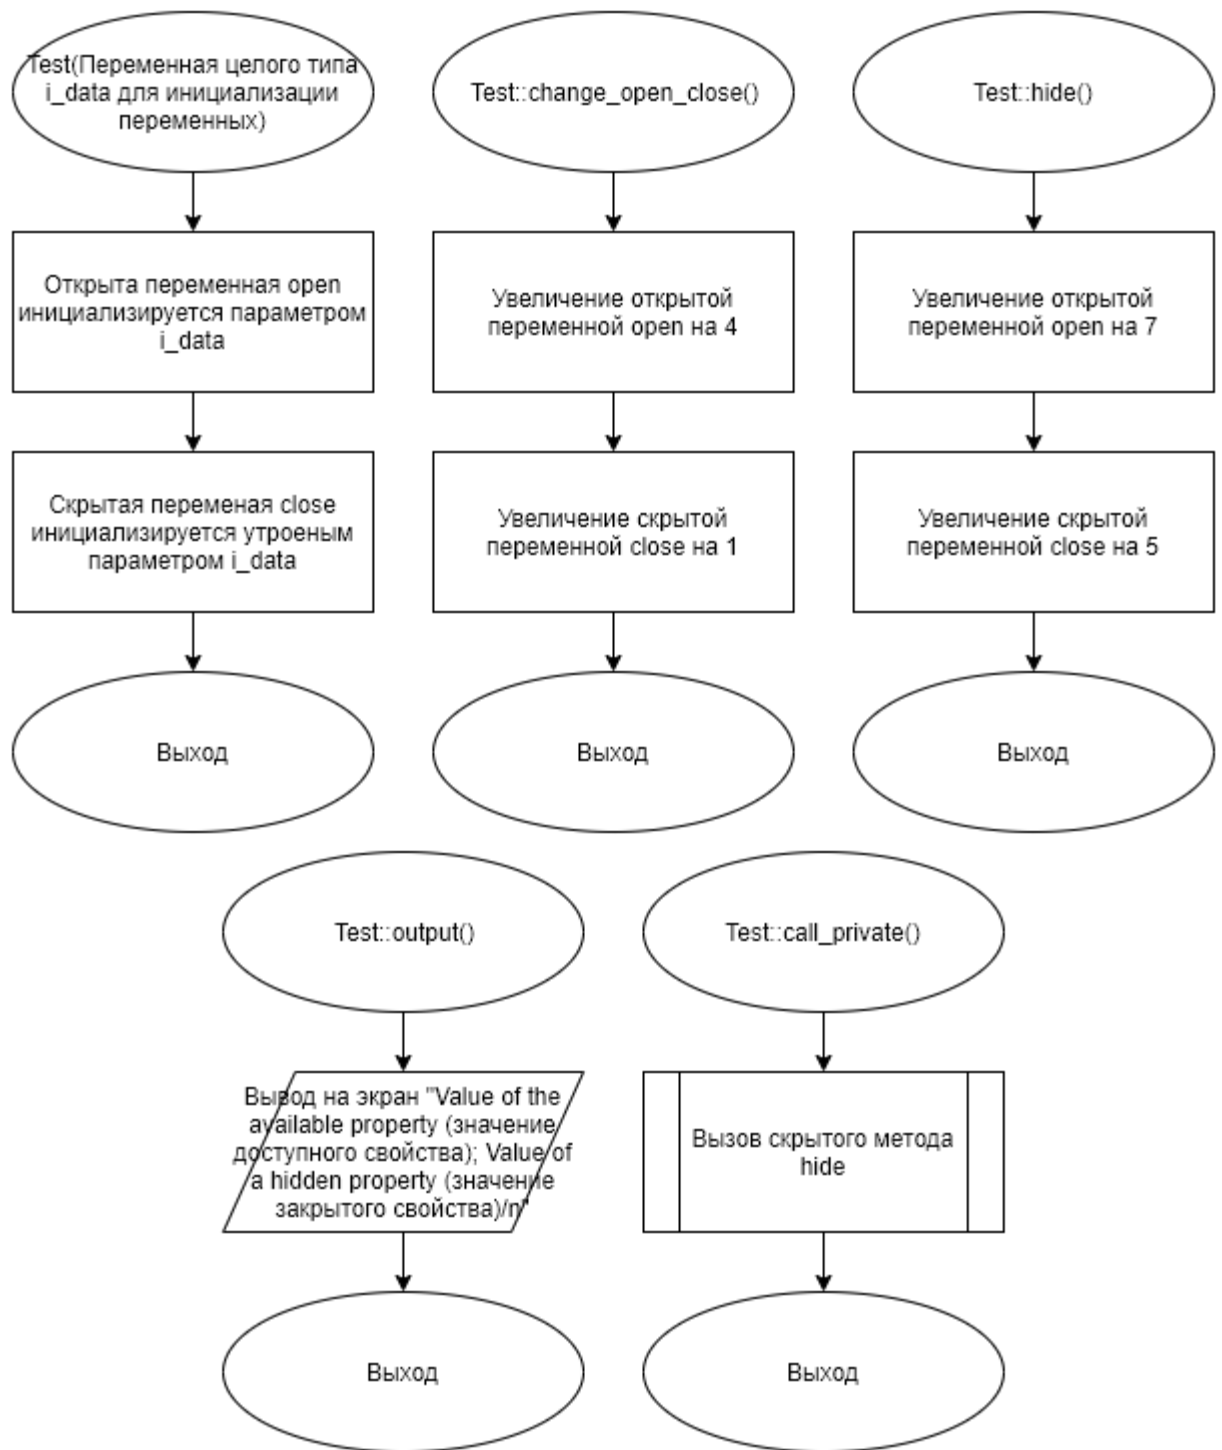 Test(Переменная целого типа
i_data для инициализации
переменных)
Открыта переменная open
инициализируется параметром
i_data
Скрытая переменая close
инициализируется утроеным
параметром i_data
Выход
Test::change_open_close()
Увеличение открытой
переменной open на 4
Увеличение скрытой
переменной close на 1
Выход
Test::hide()
Увеличение открытой
переменной open на 7
Увеличение скрытой
переменной close на 5
Выход
Test::output()
Вывод на экран "Value of the
available property (значение
доступного свойства); Value of
a hidden property (значение
закрытого свойства)/n"
Выход
Test::call_private()
Вызов скрытого метода
hide
Выход